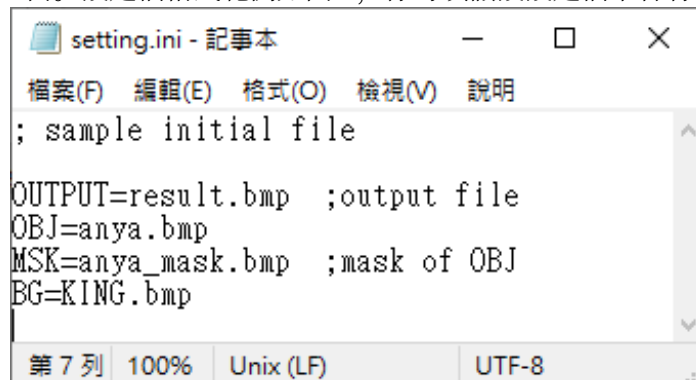 setting.ini - 記事本
檔案(F) 編輯(E) 格式(O) 檢視(V) 說明
; sample initial file
OUTPUT=result.bmp ;output file
OBJ=anya.bmp
MSK=anya_mask.bmp ;mask of OBJ
BG=KING.bmp
第 7 列 100% Unix (LF) UTF-8